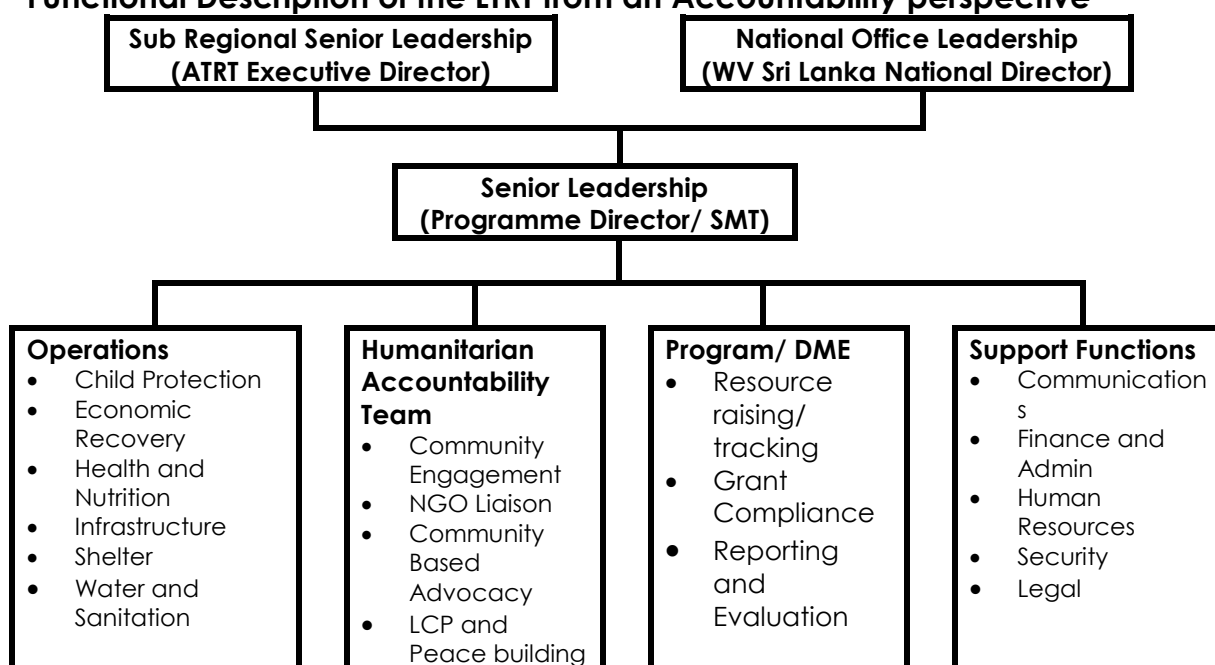 Functional Description of the LTRT from an Accountability perspective
Sub Regional Senior Leadership
(ATRT Executive Director)
National Office Leadership
(WV Sri Lanka National Director)
Senior Leadership
(Programme Director/ SMT)
Operations
• Child Protection
• Economic
Recovery
• Health and
Nutrition
• Infrastructure
• Shelter
• Water and
Sanitation
Humanitarian
Accountability
Team
• Community
Engagement
• NGO Liaison
• Community
Based
Advocacy
• LCP and
Peace building
Program/ DME
• Resource
raising/
tracking
• Grant
Compliance
• Reporting
and
Evaluation
Support Functions
• Communication
s
• Finance and
Admin
• Human
Resources
• Security
• Legal